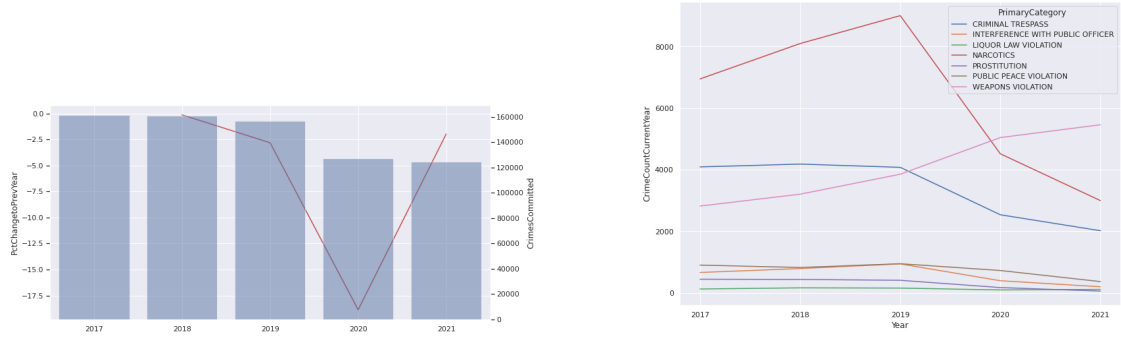 PctChangetoPrevYear
0.0
−2.5
−5.0
−7.5
−10.0
−12.5
−15.0
−17.5
2017
2018
2019
2020
2021
160000
140000
120000
100000
80000
60000
40000
20000
0
CrimesCommitted
CrimeCountCurrentYear
8000
6000
4000
2000
0
PrimaryCategory
CRIMINAL TRESPASS
INTERFERENCE WITH PUBLIC OFFICER
LIQUOR LAW VIOLATION
NARCOTICS
PROSTITUTION
PUBLIC PEACE VIOLATION
WEAPONS VIOLATION
2017
2018
2019
2020
2021
Year